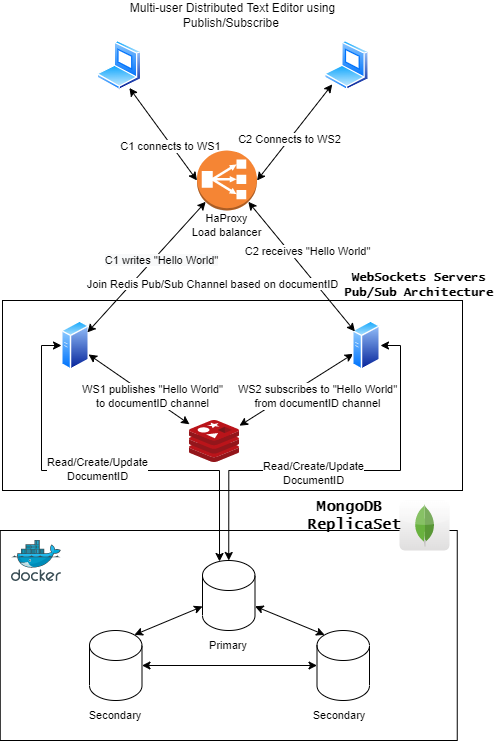 Multi-user Distributed Text Editor using
Publish/Subscribe
C1 connects to WS1
C2 Connects to WS2
HaProxy
Load balancer
C1 writes "Hello World"
C2 receives "Hello World"
Join Redis Pub/Sub Channel based on documentID
WebSockets Servers
Pub/Sub Architecture
WS1 publishes "Hello World"
to documentID channel
WS2 subscribes to "Hello World"
from documentID channel
Read/Create/Update
DocumentID
Read/Create/Update
DocumentID
MongoDB
ReplicaSet
docker
Primary
Secondary
Secondary